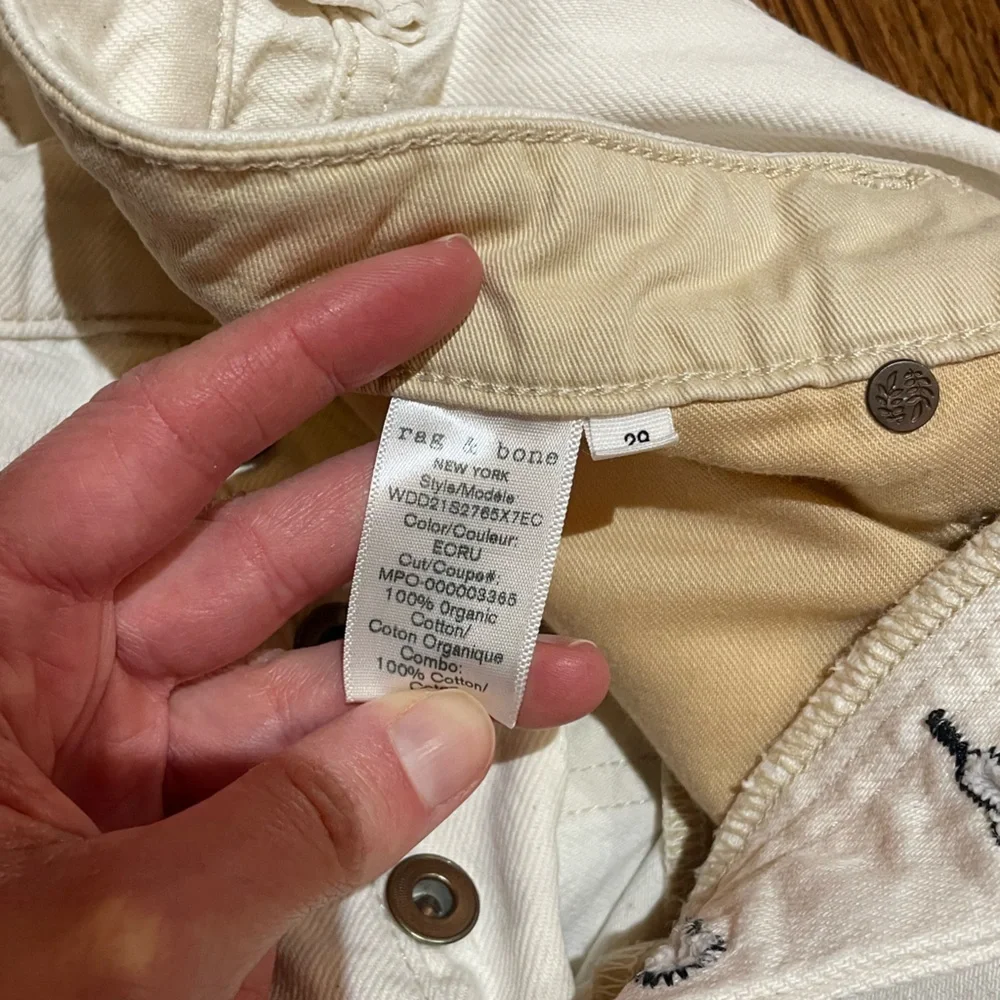 rag & bone
NEW YORK
Style/Modèle
WDD21S2765X7EC
Color/Couleur:
ECRU
Cut/Coupe#:
MPO-000003365
100% Organic
Cotton/
Coton Organique
Combo:
100% Cotton/